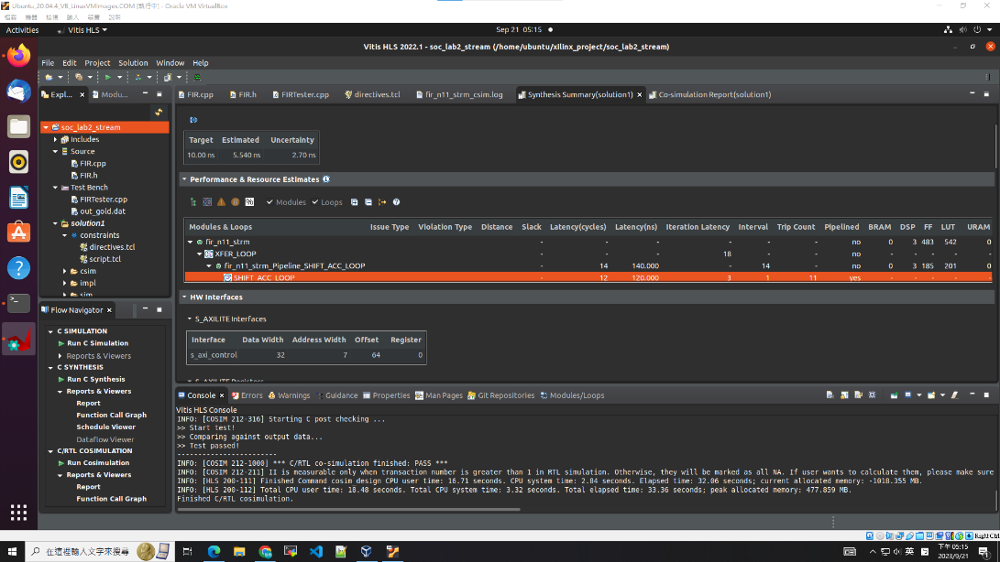 Ubuntu_20.04.4_VB_LinuxVMImages.COM [執行中] - Oracle VM VirtualBox
檔案 機器 檢視 輸入 裝置 說明
Activities Vitis HLS Sep 21 05:15
Vitis HLS 2022.1 - soc_lab2_stream (/home/ubuntu/xilinx_project/soc_lab2_stream)
File Edit Project Solution Window Help
Expl... Modu...
FIR.cpp FIR.h FIRTester.cpp directives.tcl fir_n11_strm_csim.log Synthesis Summary(solution1) Co-simulation Report(solution1)
soc_lab2_stream
Includes
Source
FIR.cpp
FIR.h
Test Bench
FIRTester.cpp
out_gold.dat
solution1
constraints
directives.tcl
script.tcl
csim
impl
sim
Target Estimated Uncertainty
10.00 ns 5.540 ns 2.70 ns
Performance & Resource Estimates
% Modules Loops
Modules & Loops Issue Type Violation Type Distance Slack Latency(cycles) Latency(ns) Iteration Latency Interval Trip Count Pipelined BRAM DSP FF LUT URAM
fir_n11_strm - - - - - - no 0 3 483 542 0
XFER_LOOP - - - 18 - - no - - - - -
fir_n11_strm_Pipeline_SHIFT_ACC_LOOP - 14 140.000 - 14 - no 0 3 185 201 0
SHIFT_ACC_LOOP - 12 120.000 3 1 11 yes - - - - -
HW Interfaces
S_AXILITE Interfaces
Interface Data Width Address Width Offset Register
s_axi_control 32 7 64 0
S_AXILITE Registers
Flow Navigator
C SIMULATION
Run C Simulation
Reports & Viewers
C SYNTHESIS
Run C Synthesis
Reports & Viewers
Report
Function Call Graph
Schedule Viewer
Dataflow Viewer
C/RTL COSIMULATION
Run Cosimulation
Reports & Viewers
Report
Function Call Graph
Console Errors Warnings Guidance Properties Man Pages Git Repositories Modules/Loops
Vitis HLS Console
INFO: [COSIM 212-316] Starting C post checking ...
>> Start test!
>> Comparing against output data...
>> Test passed!
------------------------
INFO: [COSIM 212-1000] *** C/RTL co-simulation finished: PASS ***
INFO: [COSIM 212-211] II is measurable only when transaction number is greater than 1 in RTL simulation. Otherwise, they will be marked as all NA. If user wants to calculate them, please make sure
INFO: [HLS 200-111] Finished Command cosim_design CPU user time: 16.71 seconds. CPU system time: 2.84 seconds. Elapsed time: 32.06 seconds; current allocated memory: -1018.355 MB.
INFO: [HLS 200-112] Total CPU user time: 18.48 seconds. Total CPU system time: 3.32 seconds. Total elapsed time: 33.36 seconds; peak allocated memory: 477.859 MB.
Finished C/RTL cosimulation.
Right Ctrl
在這裡輸入文字來搜尋
英
下午 05:15
2023/9/21